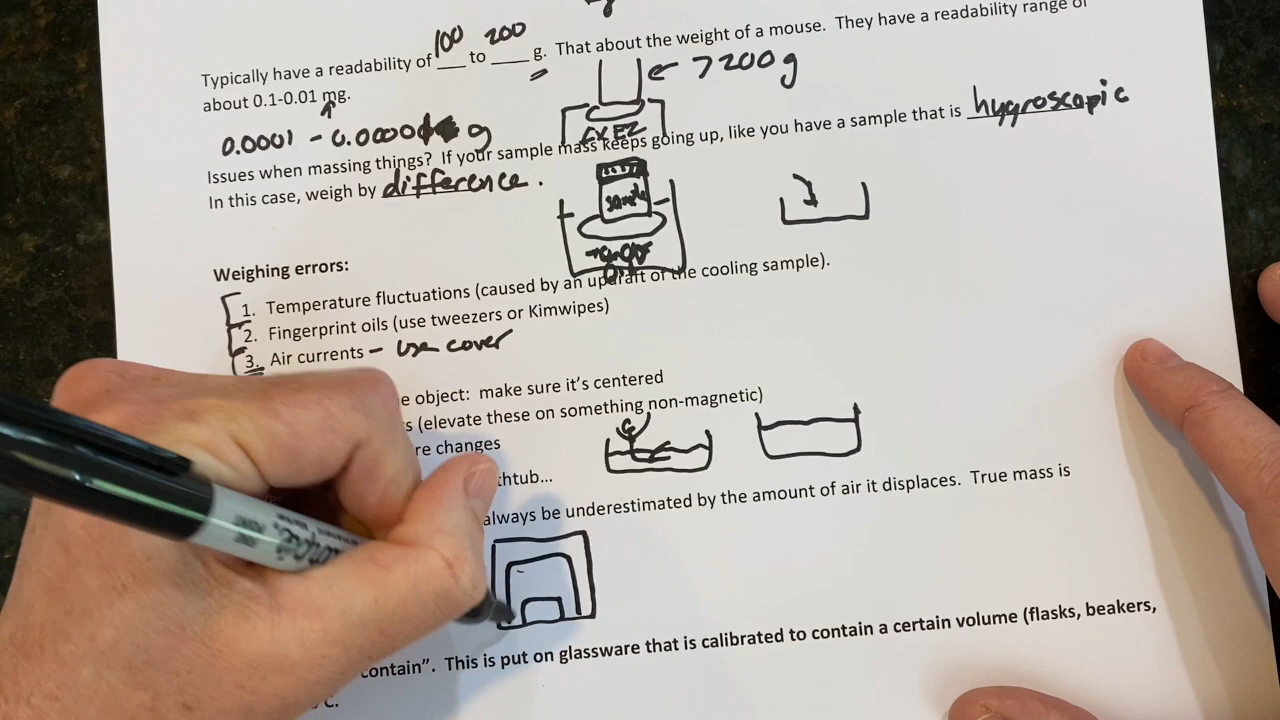 100 200
Typically have a readability of ___ to ____ g. That about the weight of a mouse. They have a readability range of
about 0.1-0.01 mg.
>200g
0.0001 - 0.0000 g
Issues when massing things? If your sample mass keeps going up, like you have a sample that is hygroscopic
In this case, weigh by difference.
sample
Weighing errors:
1. Temperature fluctuations (caused by an updraft of the cooling sample).
2. Fingerprint oils (use tweezers or Kimwipes)
3. Air currents – use cover
e object: make sure it's centered
s (elevate these on something non-magnetic)
re changes
thtub...
always be underestimated by the amount of air it displaces. True mass is
contain". This is put on glassware that is calibrated to contain a certain volume (flasks, beakers,
C.